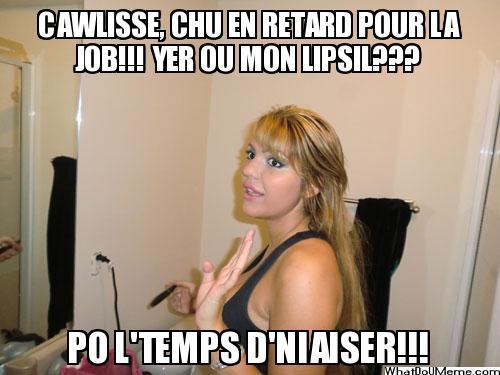 CAWLISSE, CHU EN RETARD POUR LA
JOB!!! YER OU MON LIPSIL???
PO L'TEMPS D'NIAISER!!!
WhatDoUMeme.com